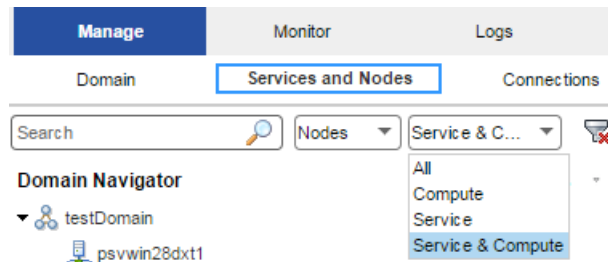 Manage Monitor Logs
Domain Services and Nodes Connections
Search Nodes Service & C...
All
Compute
Service
Service & Compute
Domain Navigator
testDomain
psvwin28dxt1